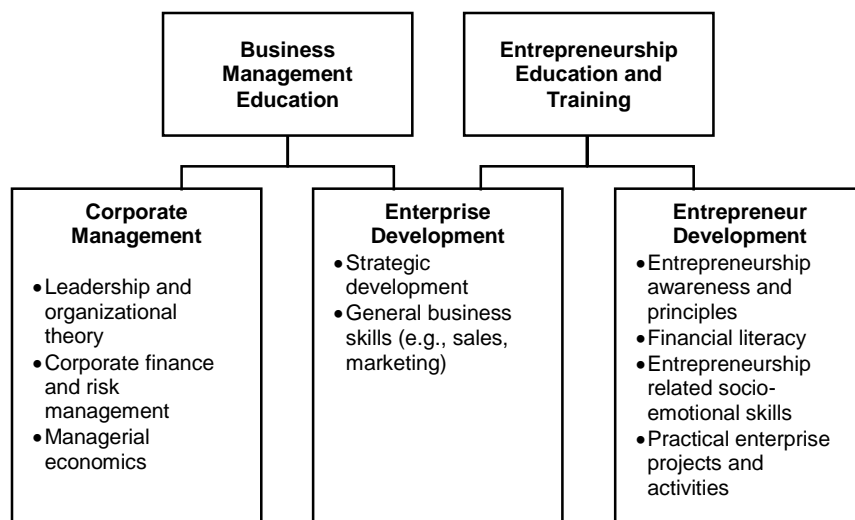 Business
Management
Education
Entrepreneurship
Education and
Training
Corporate
Management
•Leadership and
organizational
theory
•Corporate finance
and risk
management
•Managerial
economics
Enterprise
Development
•Strategic
development
•General business
skills (e.g., sales,
marketing)
Entrepreneur
Development
•Entrepreneurship
awareness and
principles
•Financial literacy
•Entrepreneurship
related socio-
emotional skills
•Practical enterprise
projects and
activities